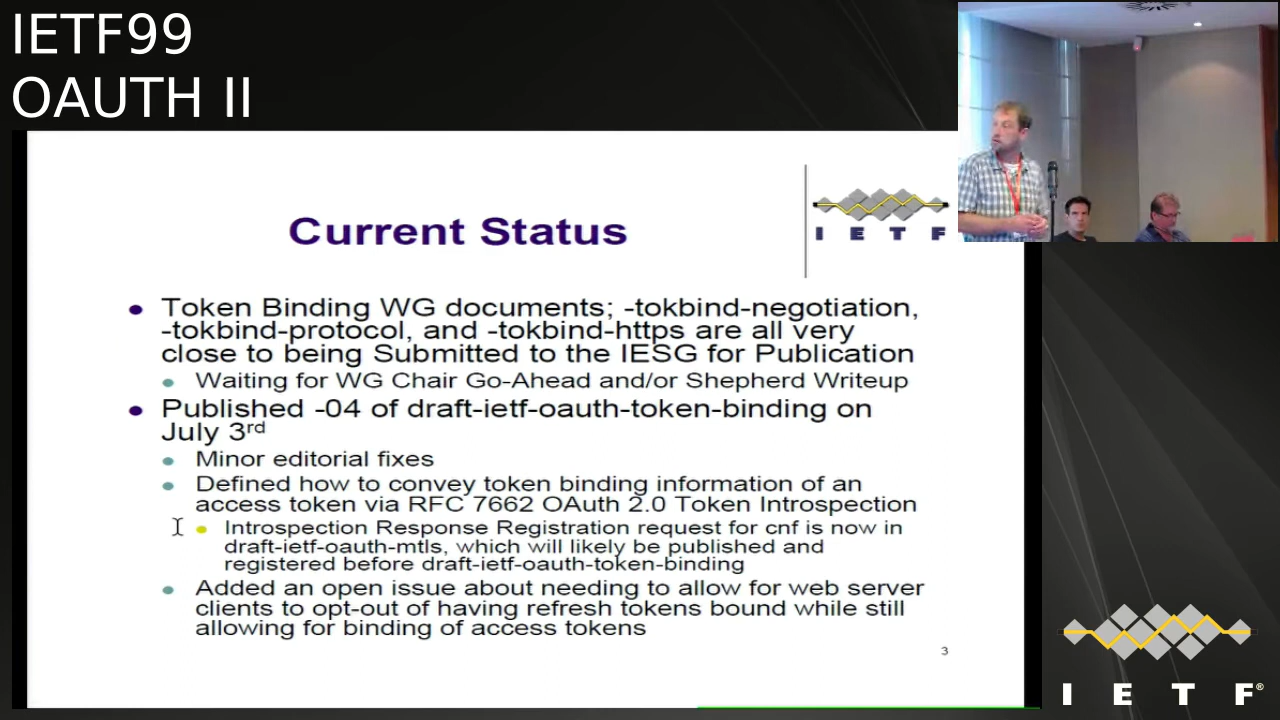 IETF99
OAUTH II
Current Status
I E T F
Token Binding WG documents; -tokbind-negotiation,
-tokbind-protocol, and -tokbind-https are all very
close to being Submitted to the IESG for Publication
Waiting for WG Chair Go-Ahead and/or Shepherd Writeup
Published -04 of draft-ietf-oauth-token-binding on
July 3rd
Minor editorial fixes
Defined how to convey token binding information of an
access token via RFC 7662 OAuth 2.0 Token Introspection
Introspection Response Registration request for cnf is now in
draft-ietf-oauth-mtls, which will likely be published and
registered before draft-ietf-oauth-token-binding
Added an open issue about needing to allow for web server
clients to opt-out of having refresh tokens bound while still
allowing for binding of access tokens
3
I E T F®